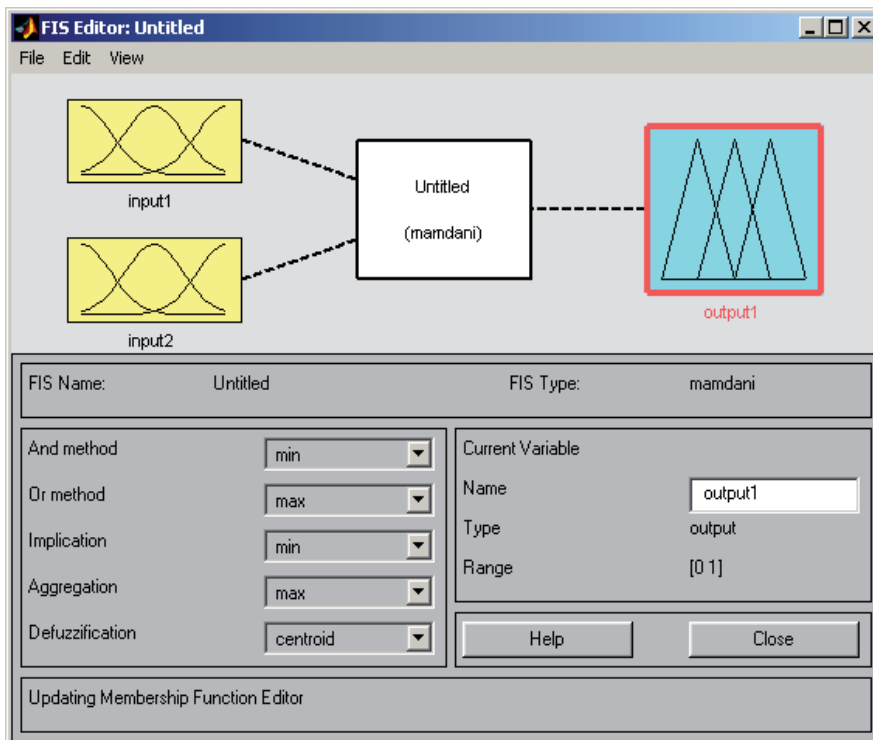 FIS Editor: Untitled
File Edit View
input1
input2
Untitled
(mamdani)
output1
FIS Name: Untitled FIS Type: mamdani
And method min
Or method max
Implication min
Aggregation max
Defuzzification centroid
Current Variable
Name output1
Type output
Range [0 1]
Help Close
Updating Membership Function Editor